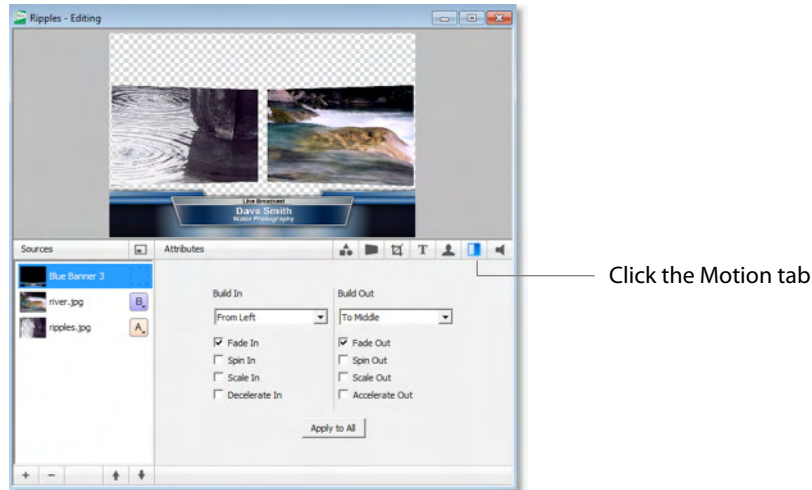 Ripples - Editing
Live Broadcast
Dave Smith
Water Photography
Sources
Attributes
T
Click the Motion tab
Blue Banner 3
river.jpg
B
ripples.jpg
A
Build In
Build Out
From Left
To Middle
Fade In
Fade Out
Spin In
Spin Out
Scale In
Scale Out
Decelerate In
Accelerate Out
Apply to All